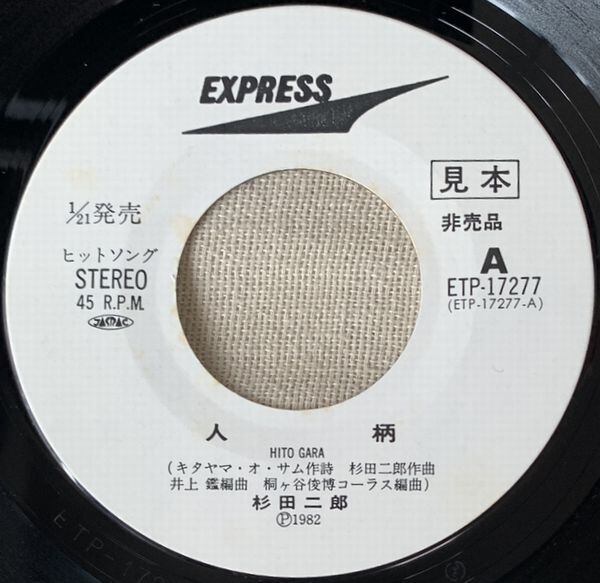 EXPRESS
1/21発売
見本
非売品
ヒットソング
STEREO
45 R.P.M.
JASRAC
A
ETP-17277
(ETP-17277-A)
人柄
HITO GARA
(キタヤマ・オ・サム作詩 杉田二郎作曲
井上 鑑編曲 桐ヶ谷俊博コーラス編曲)
杉田二郎
Ⓟ1982